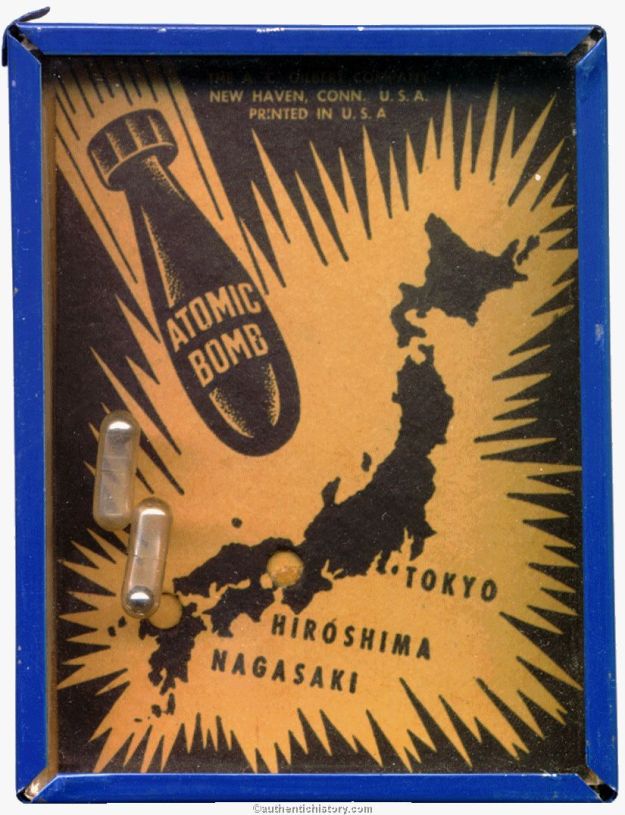 THE A. C. GILBERT COMPANY
NEW HAVEN, CONN. U.S.A.
PRINTED IN U.S.A
ATOMIC
BOMB
TOKYO
HIROSHIMA
NAGASAKI
©authentichistory.com